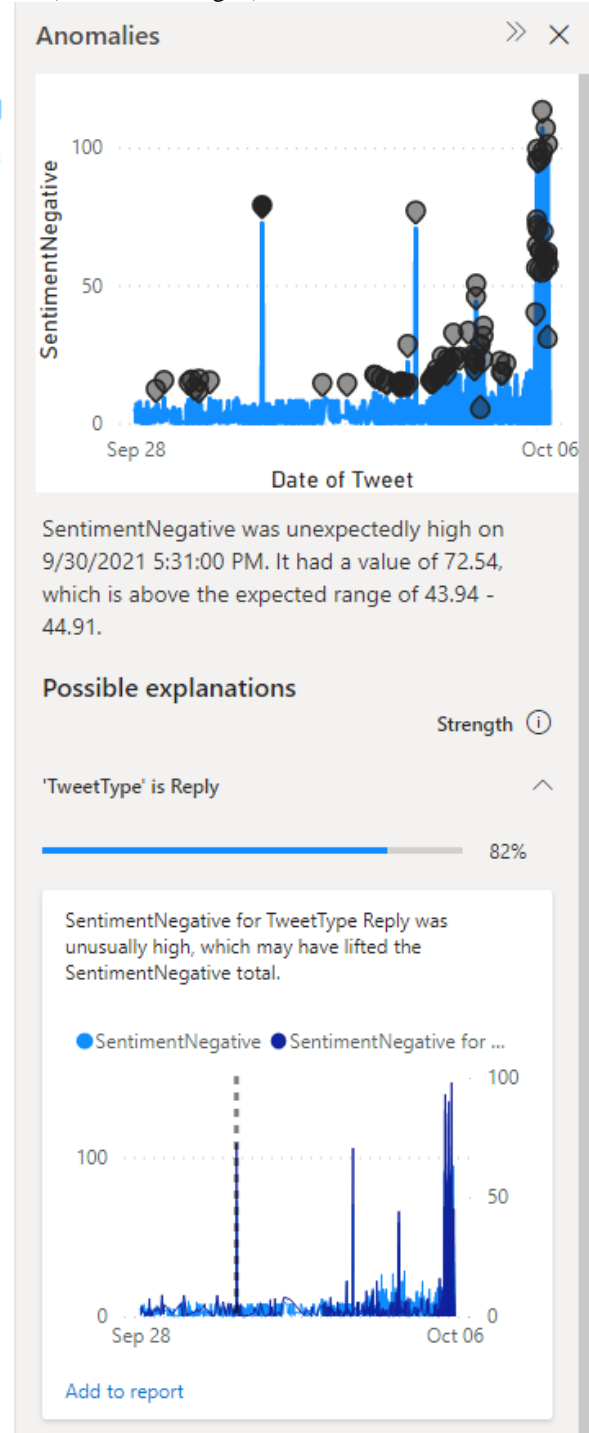 Anomalies
100
50
0
SentimentNegative
Sep 28
Oct 06
Date of Tweet
SentimentNegative was unexpectedly high on
9/30/2021 5:31:00 PM. It had a value of 72.54,
which is above the expected range of 43.94 -
44.91.
Possible explanations
Strength
'TweetType' is Reply
82%
SentimentNegative for TweetType Reply was
unusually high, which may have lifted the
SentimentNegative total.
SentimentNegative SentimentNegative for ...
100
100
50
0
0
Sep 28
Oct 06
Add to report